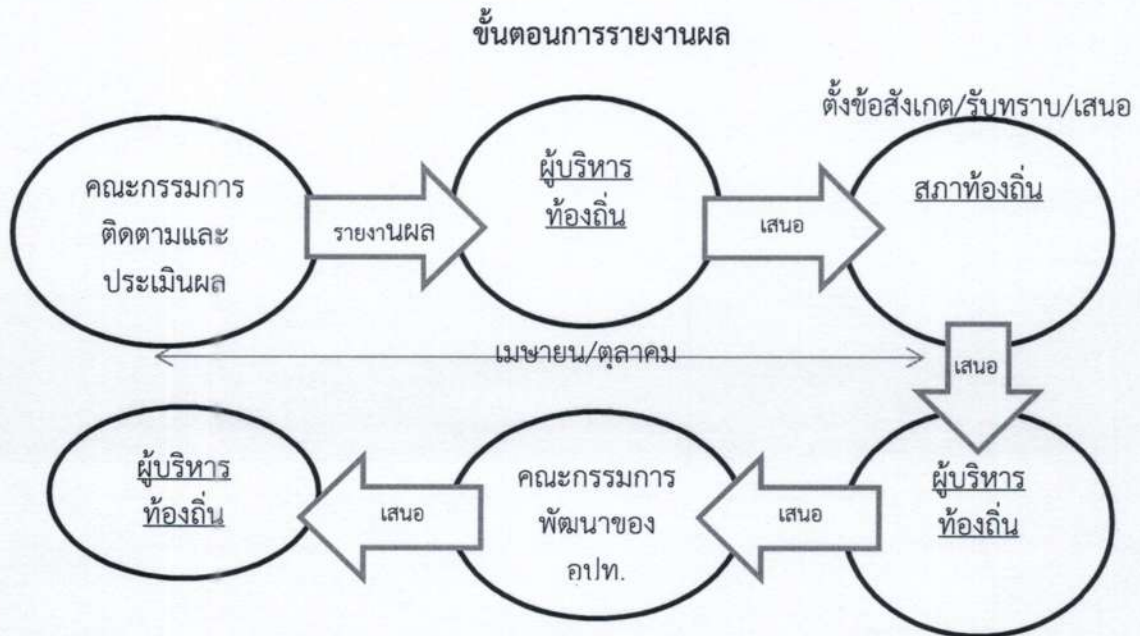 ขั้นตอนการรายงานผล
ตั้งข้อสังเกต/รับทราบ/เสนอ
คณะกรรมการ
ติดตามและ
ประเมินผล
รายงานผล
ผู้บริหาร
ท้องถิ่น
เสนอ
สภาท้องถิ่น
เมษายน/ตุลาคม
เสนอ
ผู้บริหาร
ท้องถิ่น
เสนอ
คณะกรรมการ
พัฒนาของ
อปท.
เสนอ
ผู้บริหาร
ท้องถิ่น